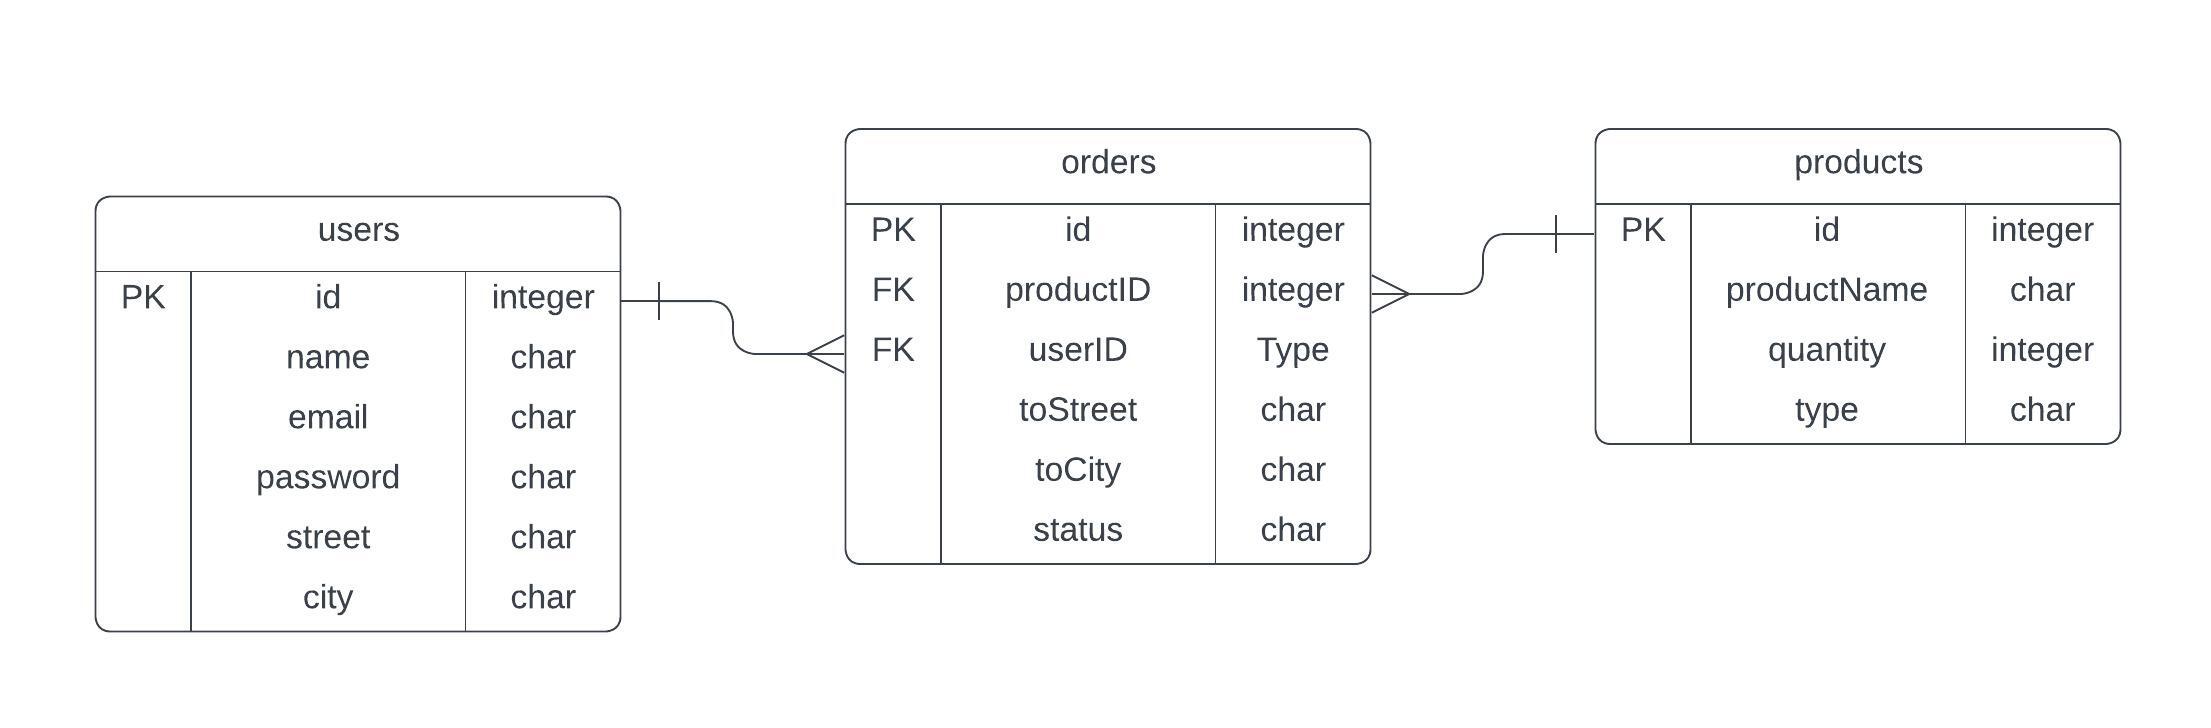 users
PK id integer
name char
email char
password char
street char
city char
orders
PK id integer
FK productID integer
FK userID Type
toStreet char
toCity char
status char
products
PK id integer
productName char
quantity integer
type char